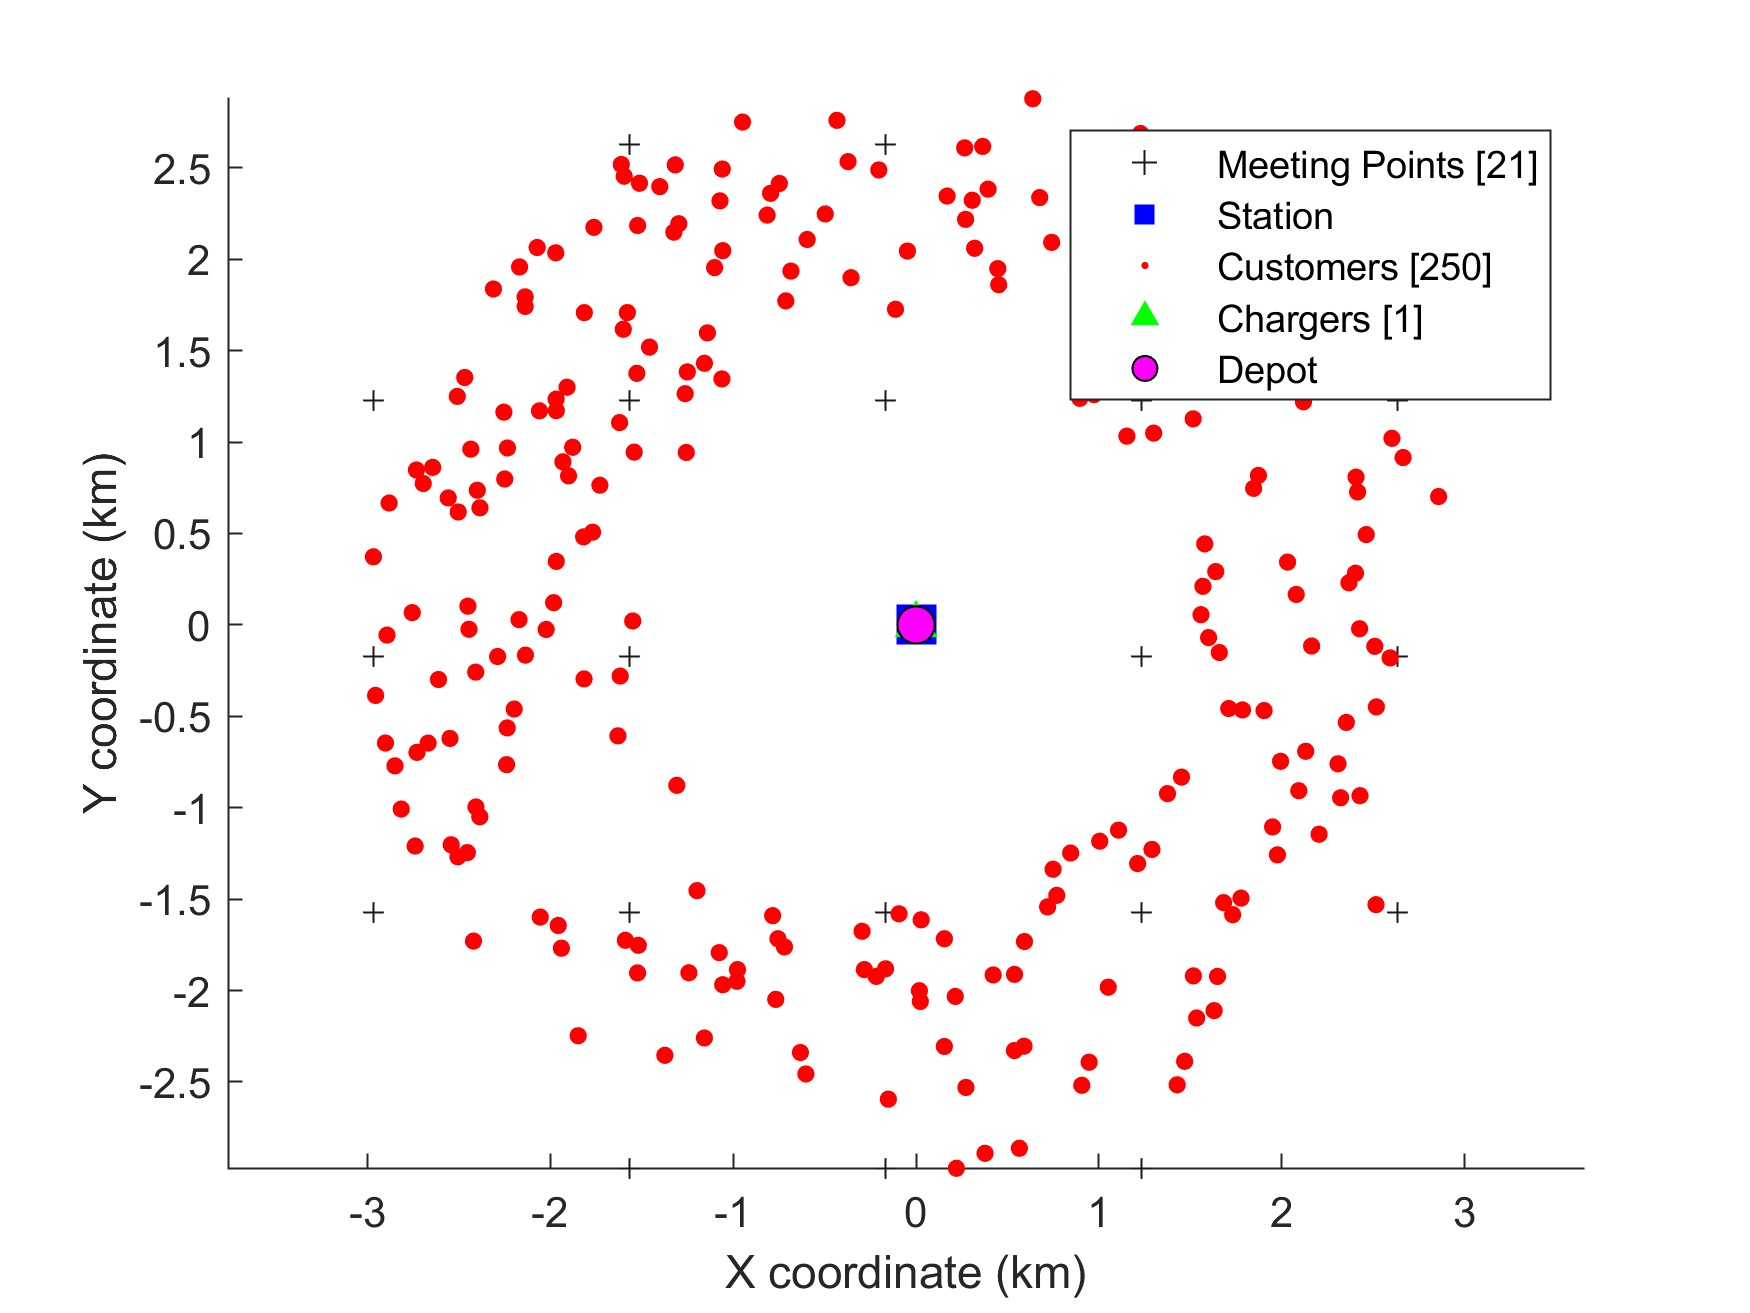 Meeting Points [21]
Station
Customers [250]
Chargers [1]
Depot
2.5
2
1.5
1
0.5
0
-0.5
-1
-1.5
-2
-2.5
Y coordinate (km)
-3 -2 -1 0 1 2 3
X coordinate (km)